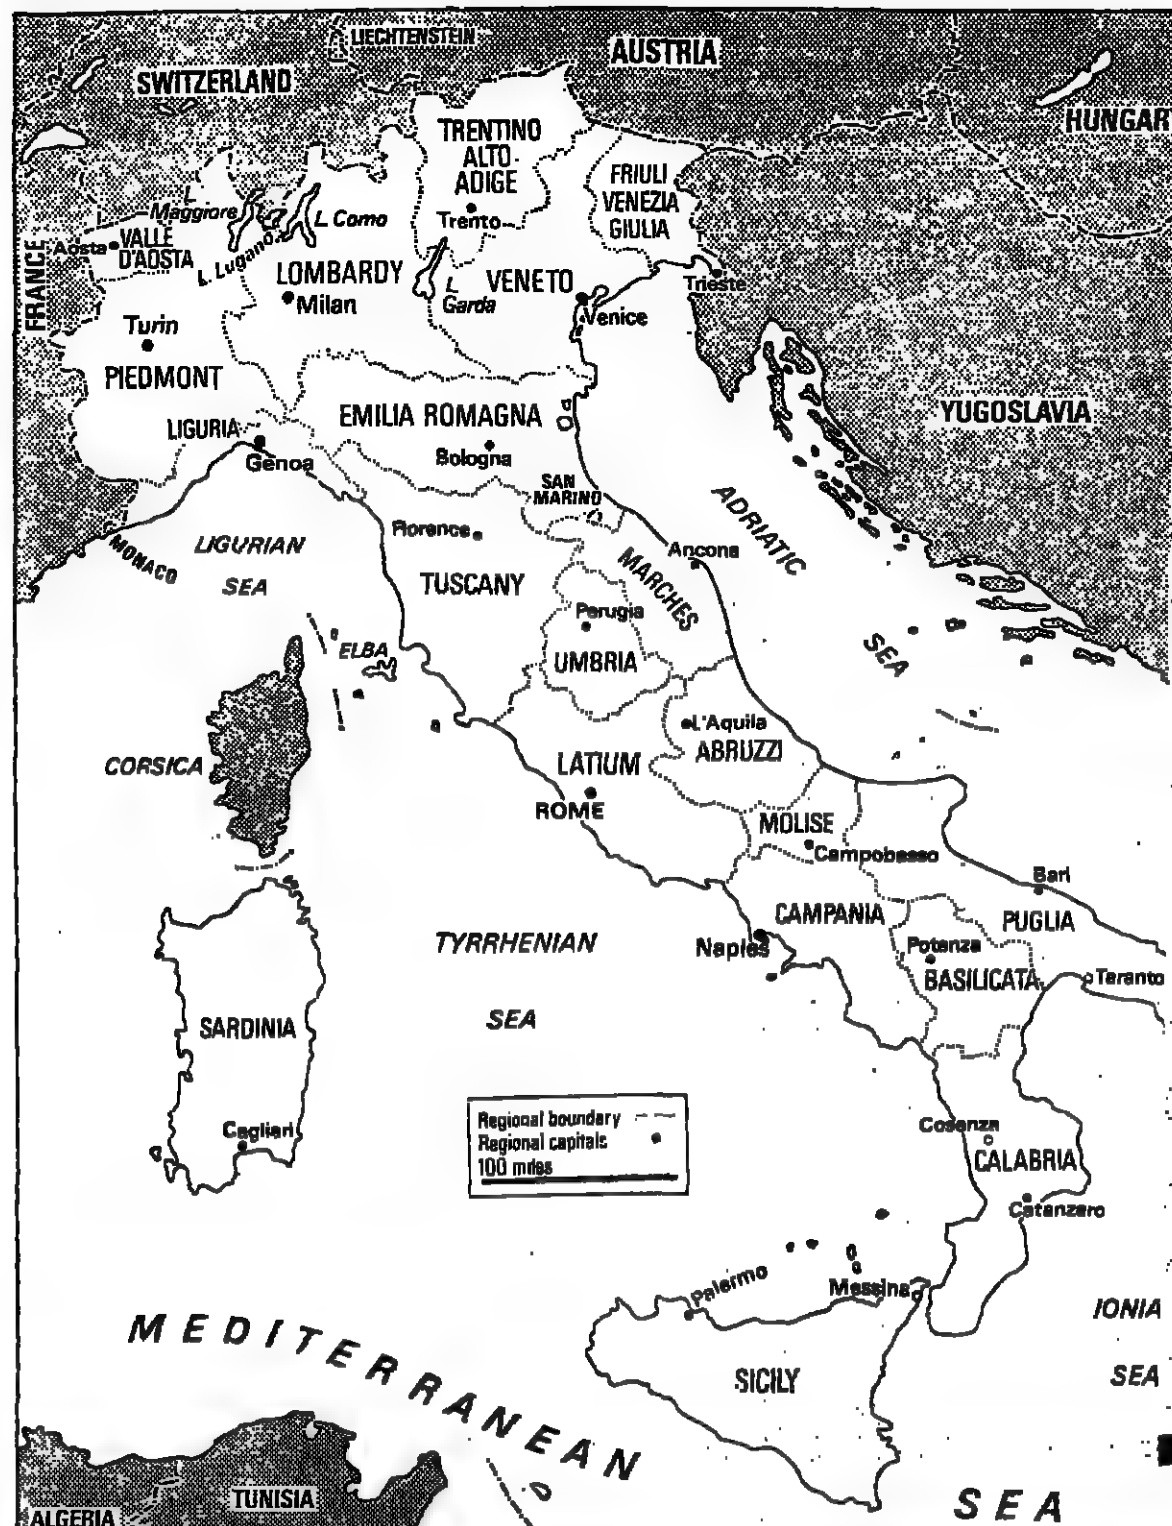 LIECHTENSTEIN
AUSTRIA
SWITZERLAND
HUNGAR
TRENTINO
ALTO
ADIGE
Trento
FRIULI
VENEZIA
GIULIA
L.
Maggiore
L. Como
L. Lugano
Aosta
VALLE
D'AOSTA
FRANCE
LOMBARDY
Milan
L.
Garda
VENETO
Venice
Trieste
Turin
PIEDMONT
EMILIA ROMAGNA
Bologna
YUGOSLAVIA
LIGURIA
Genoa
SAN
MARINO
MONACO
LIGURIAN
SEA
Florence
TUSCANY
Ancona
MARCHES
ADRIATIC
SEA
Perugia
UMBRIA
ELBA
CORSICA
L'Aquila
ABRUZZI
LATIUM
ROME
MOLISE
Campobasso
Bari
PUGLIA
CAMPANIA
Naples
Potenza
BASILICATA
Taranto
TYRRHENIAN
SEA
SARDINIA
Cagliari
Regional boundary
Regional capitals
100 miles
Cosenza
CALABRIA
Catanzaro
Palermo
Messina
SICILY
IONIA
SEA
MEDITERRANEAN
SEA
TUNISIA
ALGERIA